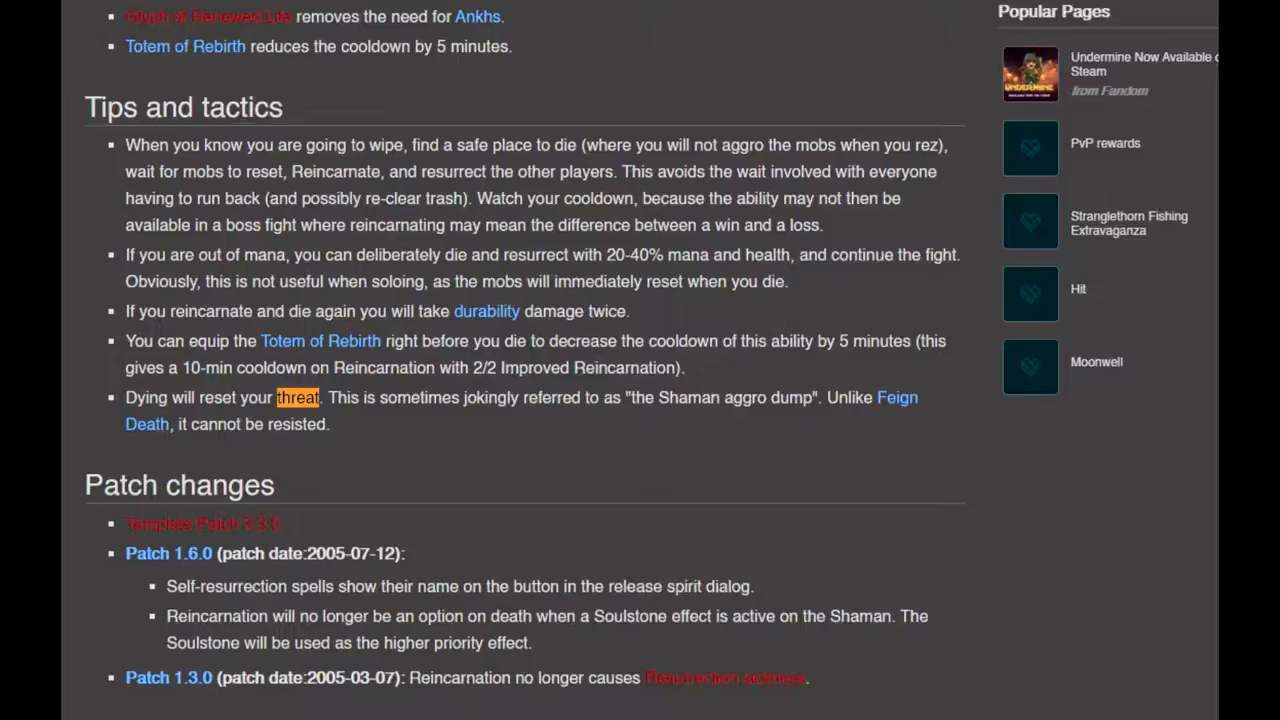 Glyph of Renewed Life removes the need for Ankhs.
Totem of Rebirth reduces the cooldown by 5 minutes.
Tips and tactics
When you know you are going to wipe, find a safe place to die (where you will not aggro the mobs when you rez),
wait for mobs to reset, Reincarnate, and resurrect the other players. This avoids the wait involved with everyone
having to run back (and possibly re-clear trash). Watch your cooldown, because the ability may not then be
available in a boss fight where reincarnating may mean the difference between a win and a loss.
If you are out of mana, you can deliberately die and resurrect with 20-40% mana and health, and continue the fight.
Obviously, this is not useful when soloing, as the mobs will immediately reset when you die.
If you reincarnate and die again you will take durability damage twice.
You can equip the Totem of Rebirth right before you die to decrease the cooldown of this ability by 5 minutes (this
gives a 10-min cooldown on Reincarnation with 2/2 Improved Reincarnation).
Dying will reset your threat. This is sometimes jokingly referred to as "the Shaman aggro dump". Unlike Feign
Death, it cannot be resisted.
Patch changes
Template:Patch 3.3.0
Patch 1.6.0 (patch date:2005-07-12):
Self-resurrection spells show their name on the button in the release spirit dialog.
Reincarnation will no longer be an option on death when a Soulstone effect is active on the Shaman. The
Soulstone will be used as the higher priority effect.
Patch 1.3.0 (patch date:2005-03-07): Reincarnation no longer causes Resurrection sickness.
Popular Pages
Undermine Now Available
Steam
from Fandom
UNDERMINE
PvP rewards
Stranglethorn Fishing
Extravaganza
Hit
Moonwell